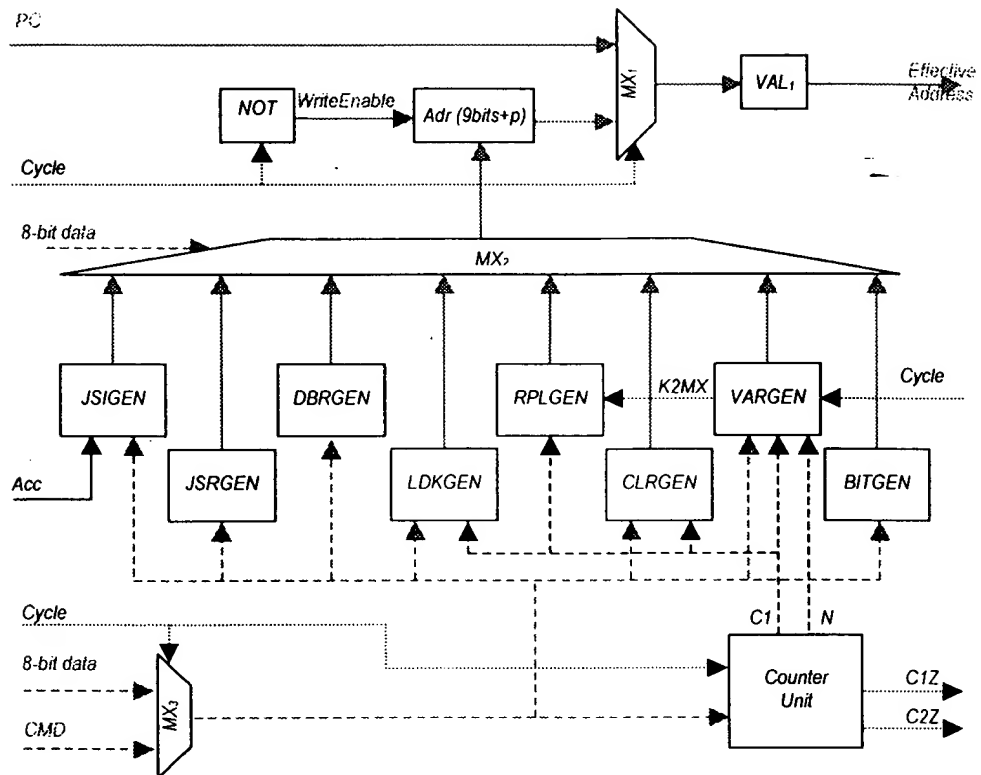 PC
MX1
VAL1
Effective
Address
NOT
WriteEnable
Adr (9bits+p)
Cycle
8-bit data
MX2
JSIGEN
DBRGEN
RPLGEN
K2MX
VARGEN
Cycle
Acc
JSRGEN
LDKGEN
CLRGEN
BITGEN
Cycle
C1
N
8-bit data
MX3
CMD
Counter
Unit
C1Z
C2Z